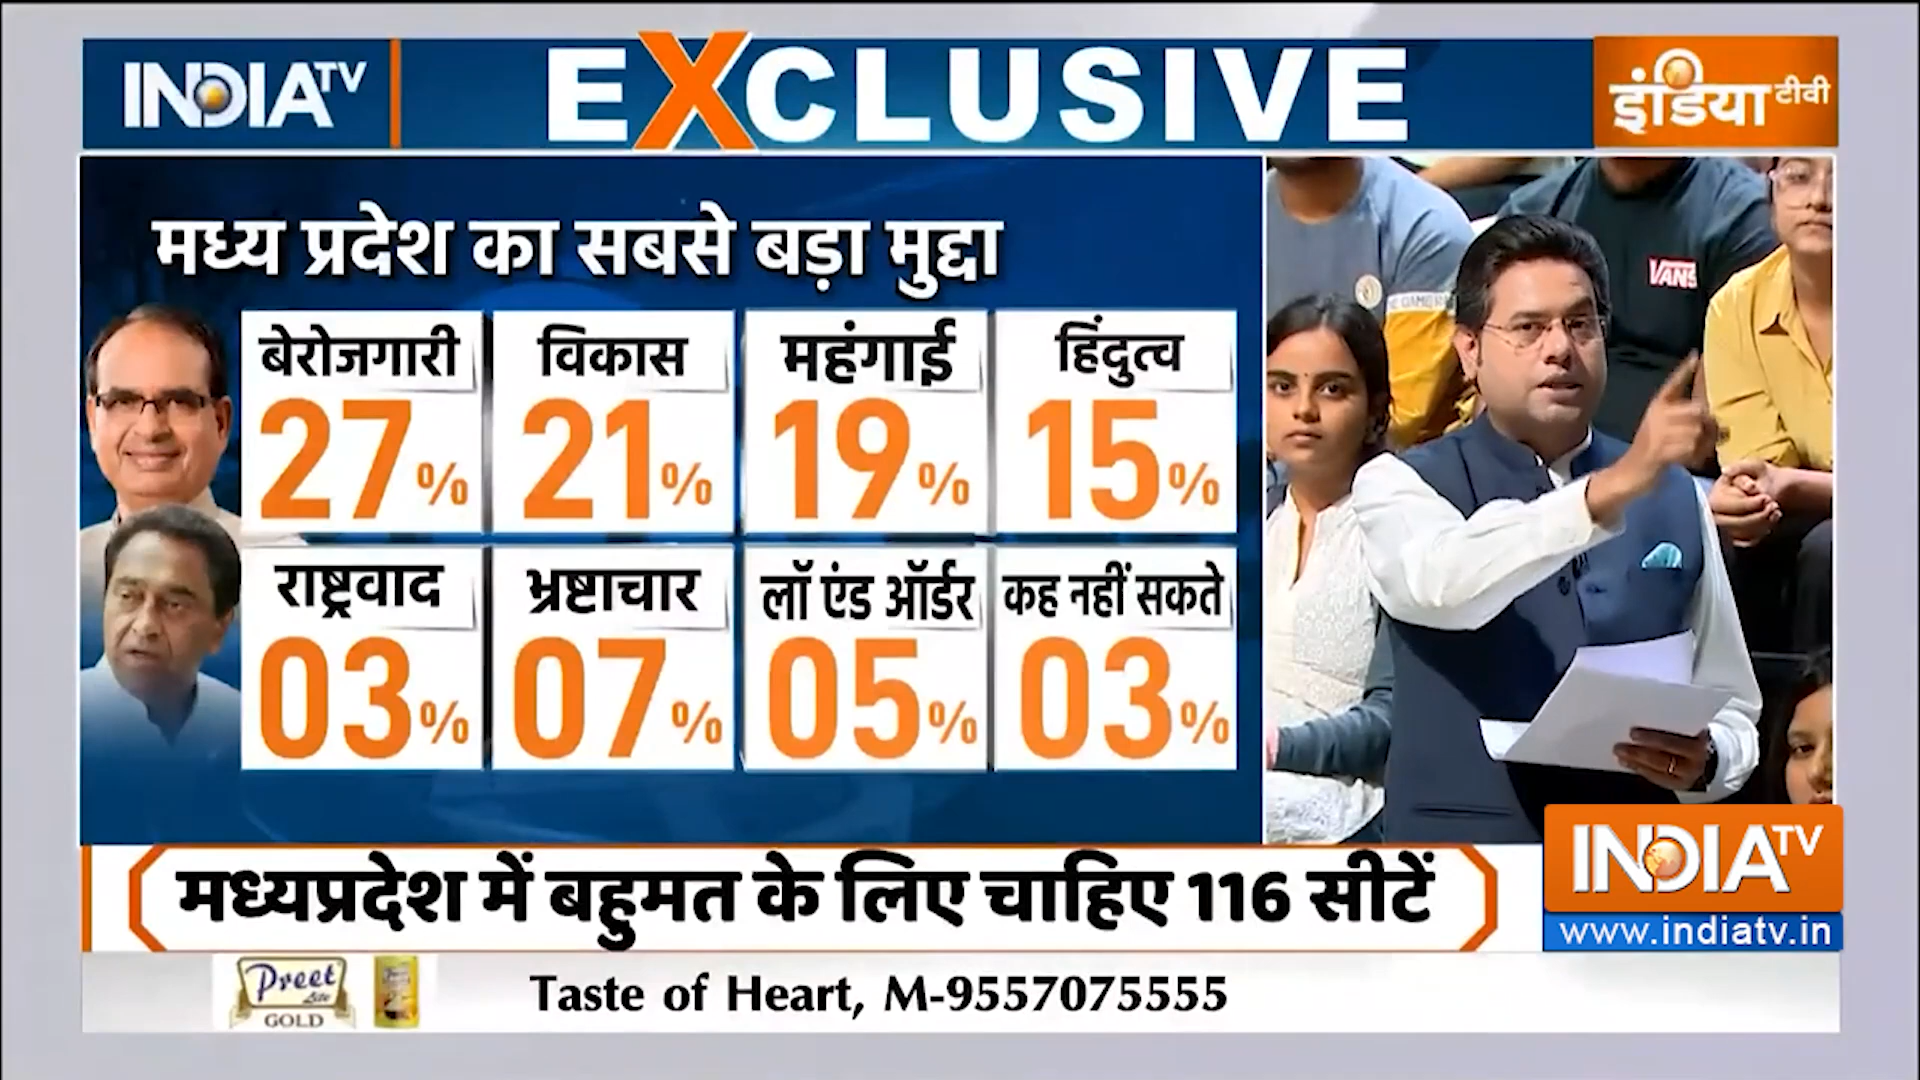 INDIA TV
EXCLUSIVE
इंडिया टीवी
मध्य प्रदेश का सबसे बड़ा मुद्दा
बेरोजगारी
27%
विकास
21%
महंगाई
19%
हिंदुत्व
15%
राष्ट्रवाद
03%
भ्रष्टाचार
07%
लॉ एंड ऑर्डर
05%
कह नहीं सकते
03%
VANS
मध्यप्रदेश में बहुमत के लिए चाहिए 116 सीटें
INDIA TV
www.indiatv.in
Preet
Lite
GOLD
Taste of Heart, M-9557075555